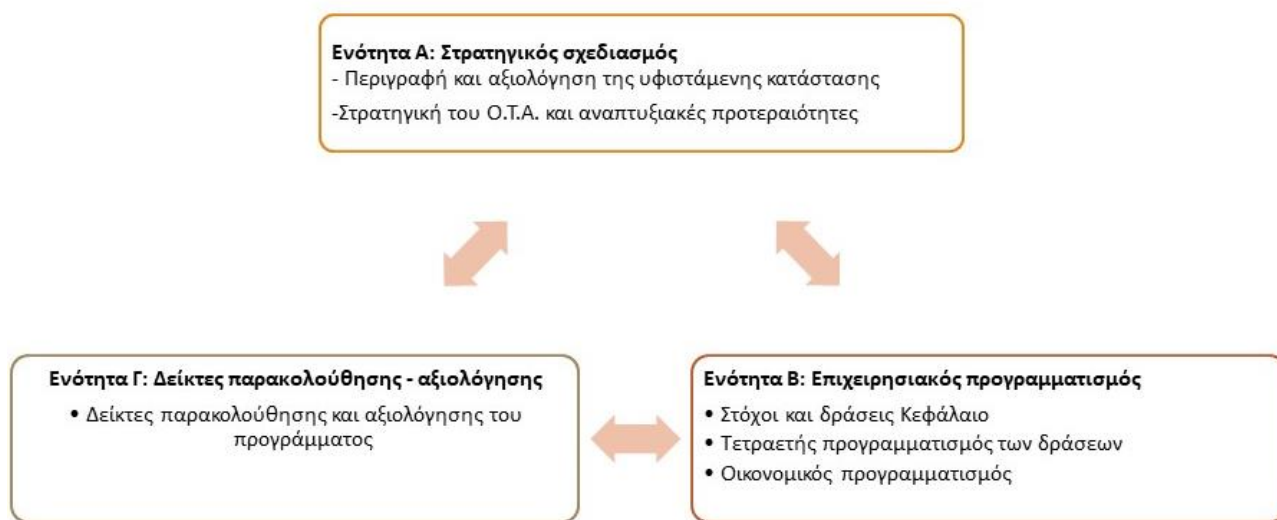 Ενότητα Α: Στρατηγικός σχεδιασμός
- Περιγραφή και αξιολόγηση της υφιστάμενης κατάστασης
-Στρατηγική του Ο.Τ.Α. και αναπτυξιακές προτεραιότητες
Ενότητα Γ: Δείκτες παρακολούθησης - αξιολόγησης
• Δείκτες παρακολούθησης και αξιολόγησης του
προγράμματος
Ενότητα Β: Επιχειρησιακός προγραμματισμός
• Στόχοι και δράσεις Κεφάλαιο
• Τετραετής προγραμματισμός των δράσεων
• Οικονομικός προγραμματισμός